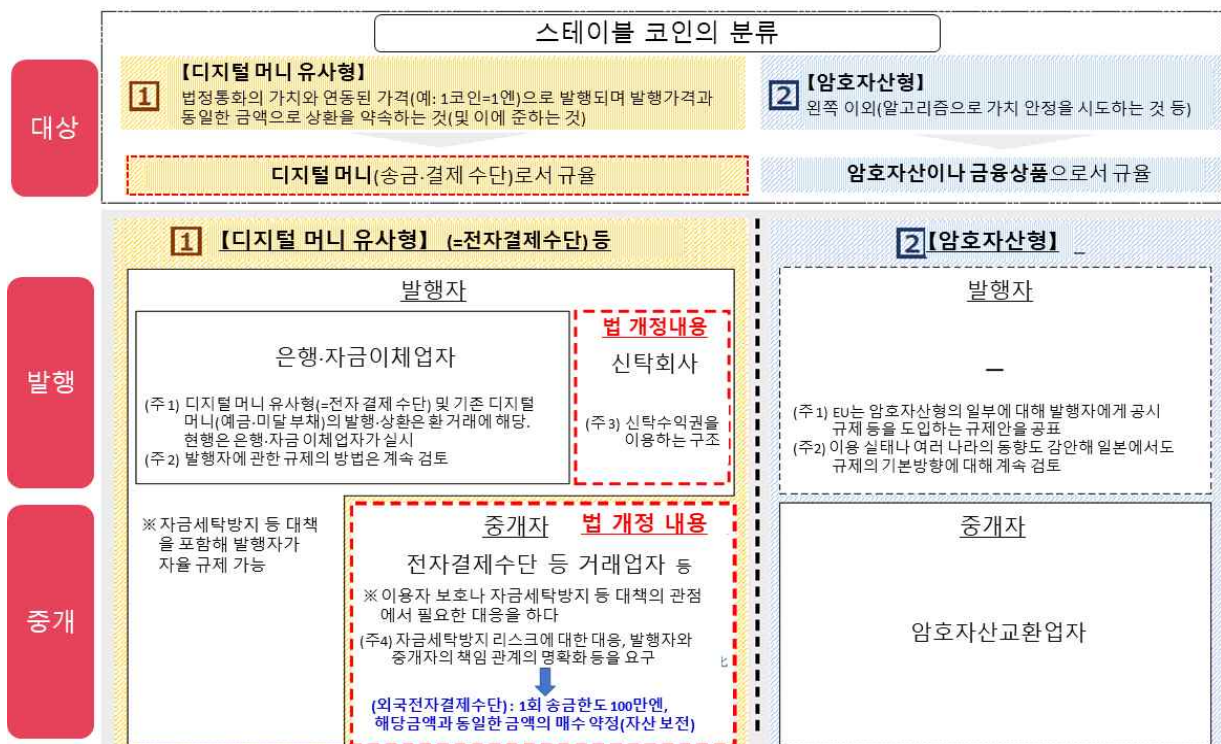 스테이블 코인의 분류
대상
1
【디지털 머니 유사형】
법정통화의 가치와 연동된 가격(예: 1코인=1엔)으로 발행되며 발행가격과
동일한 금액으로 상환을 약속하는 것(및 이에 준하는 것)
2
【암호자산형】
왼쪽 이외(알고리즘으로 가치 안정을 시도하는 것 등)
디지털 머니(송금·결제 수단)로서 규율
암호자산이나 금융상품으로서 규율
1 【디지털 머니 유사형】 (=전자결제수단) 등
2 【암호자산형】
발행
발행자
은행·자금이체업자
(주1) 디지털 머니 유사형(=전자 결제 수단) 및 기존 디지털
머니(예금·미달 부채)의 발행·상환은 환 거래에 해당.
현행은 은행·자금 이체업자가 실시
(주2) 발행자에 관한 규제의 방법은 계속 검토
법 개정내용
신탁회사
(주3) 신탁수익권을
이용하는 구조
발행자
–
(주1) EU는 암호자산형의 일부에 대해 발행자에게 공시
규제 등을 도입하는 규제안을 공표
(주2) 이용 실태나 여러 나라의 동향도 감안해 일본에서도
규제의 기본방향에 대해 계속 검토
중개
※ 자금세탁방지 등 대책
을 포함해 발행자가
자율 규제 가능
중개자 법 개정 내용
전자결제수단 등 거래업자 등
※ 이용자 보호나 자금세탁방지 등 대책의 관점
에서 필요한 대응을 하다
(주4) 자금세탁방지 리스크에 대한 대응, 발행자와
중개자의 책임 관계의 명확화 등을 요구
(외국전자결제수단) : 1회 송금한도 100만엔,
해당금액과 동일한 금액의 매수 약정(자산 보전)
중개자
암호자산교환업자